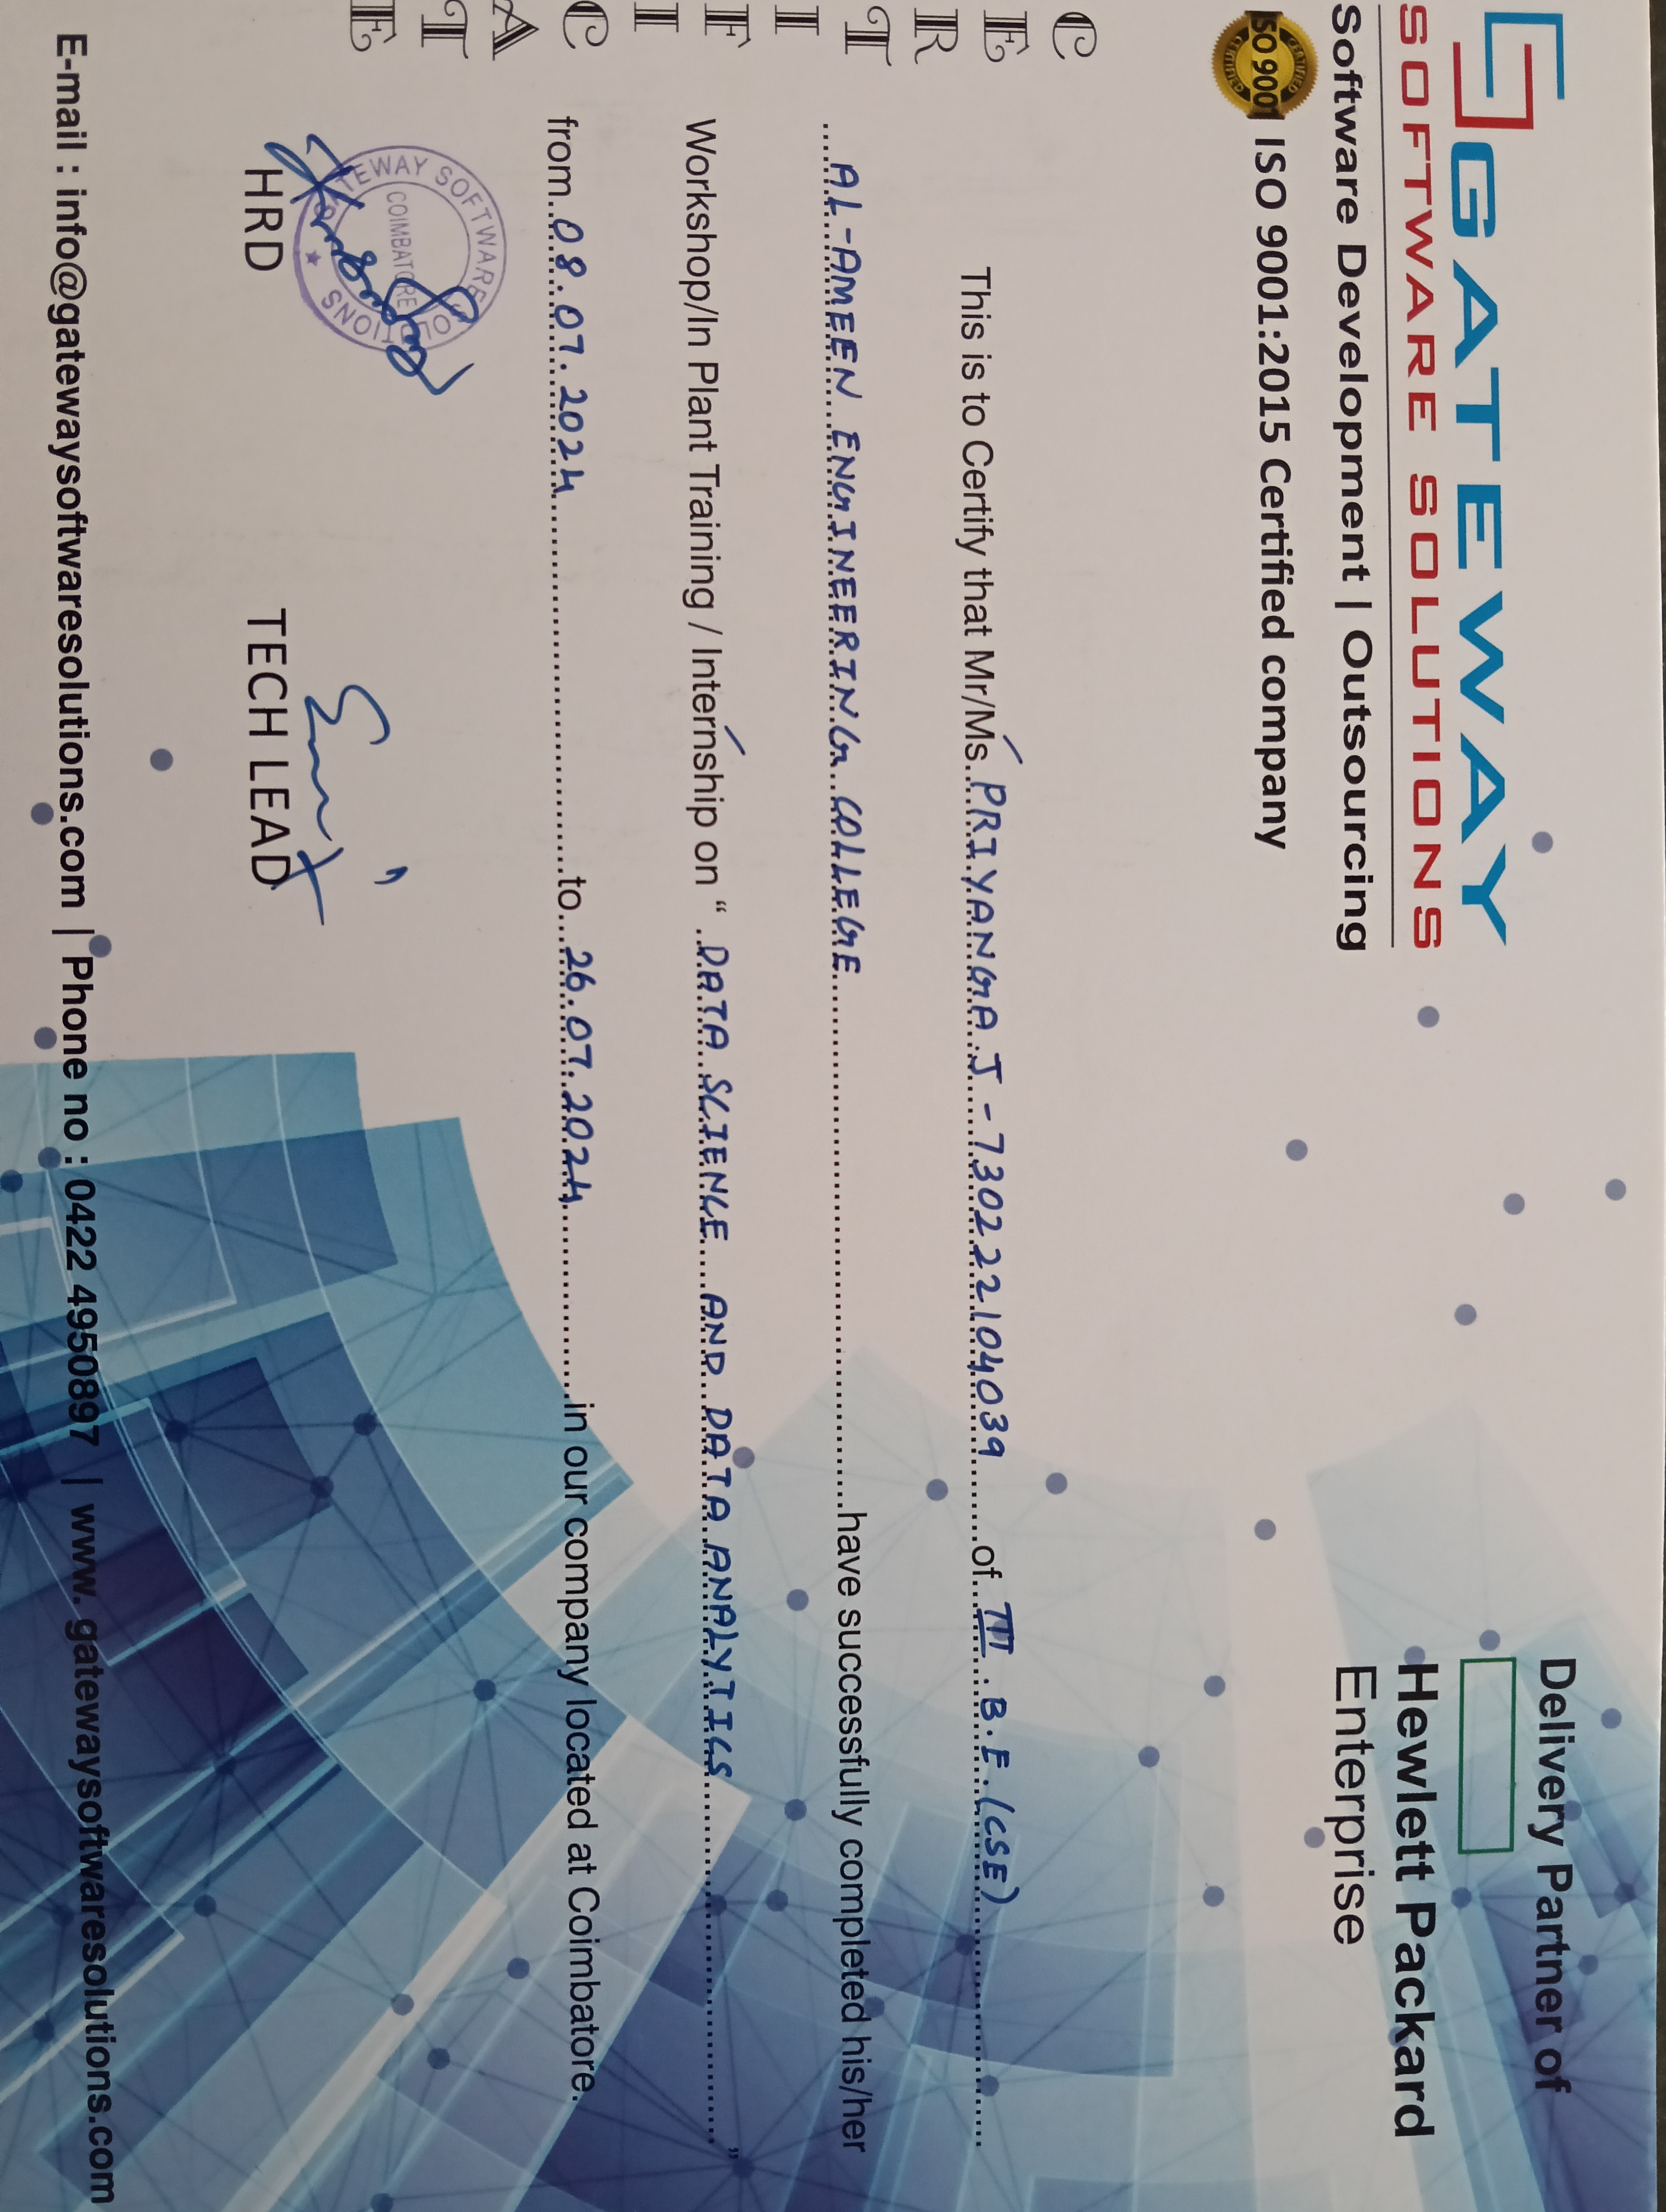 GATEWAY
SOFTWARE SOLUTIONS
Software Development | Outsourcing
ISO 9001 CERTIFIED
CERTIFIED
ISO 9001:2015 Certified company
Delivery Partner of
Hewlett Packard
Enterprise
CERTIFICATE
This is to Certify that Mr/Ms. PRIYANGA J - 730222104039 of III. B.E. (CSE)
AL-AMEEN ENGINEERING COLLEGE have successfully completed his/her
Workshop/In Plant Training / Internship on “ DATA SCIENCE AND DATA ANALYTICS ”
from 08.07.2024 to 26.07.2024 in our company located at Coimbatore.
GATEWAY SOFTWARE SOLUTIONS
COIMBATORE
HRD
TECH LEAD
E-mail : info@gatewaysoftwaresolutions.com | Phone no : 0422 4950897 | www. gatewaysoftwaresolutions.com